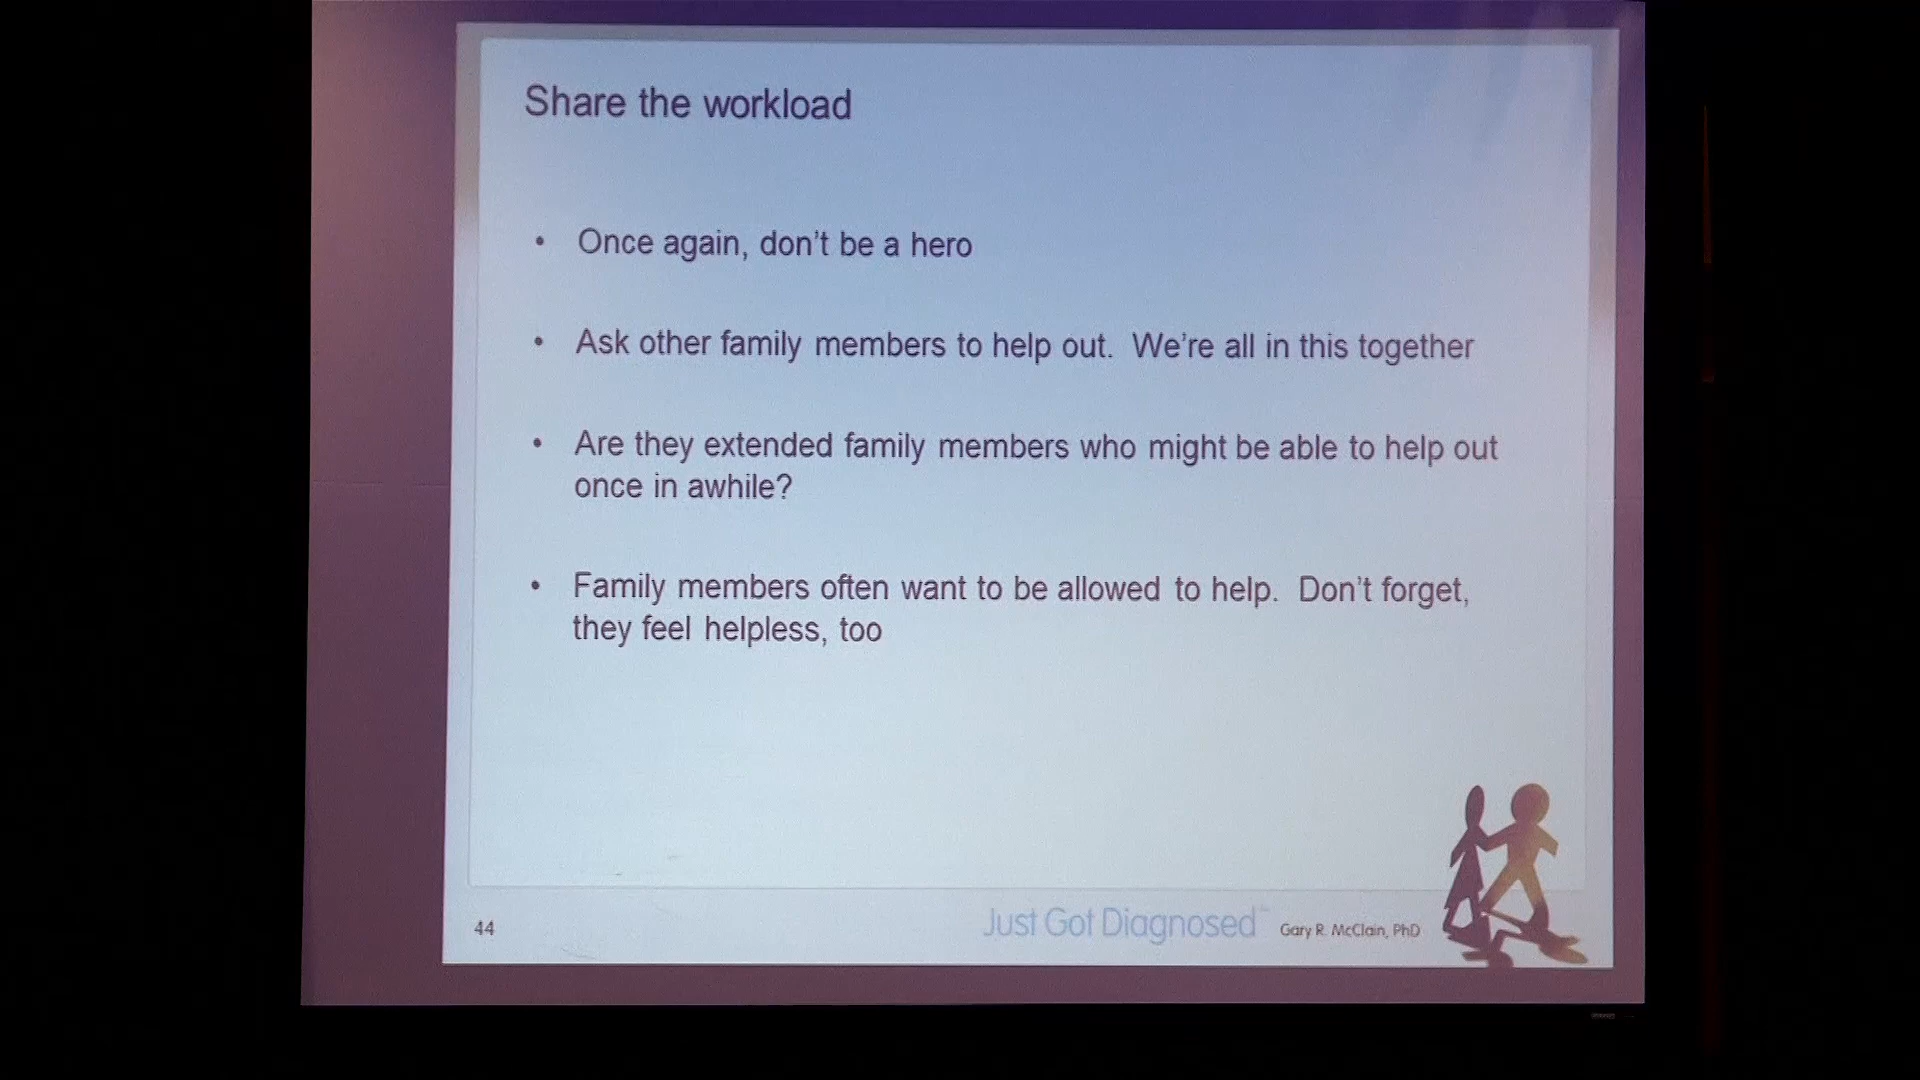 Share the workload
• Once again, don't be a hero
• Ask other family members to help out.  We're all in this together
• Are they extended family members who might be able to help out
once in awhile?
• Family members often want to be allowed to help.  Don't forget,
they feel helpless, too
44
Just Got Diagnosed™
Gary R. McClain, PhD